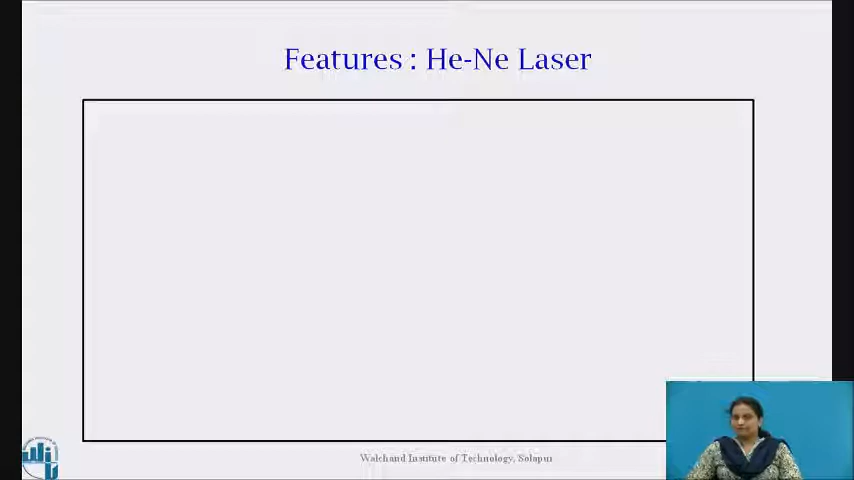 Features : He-Ne Laser
Walchand Institute of Technology, Solapur